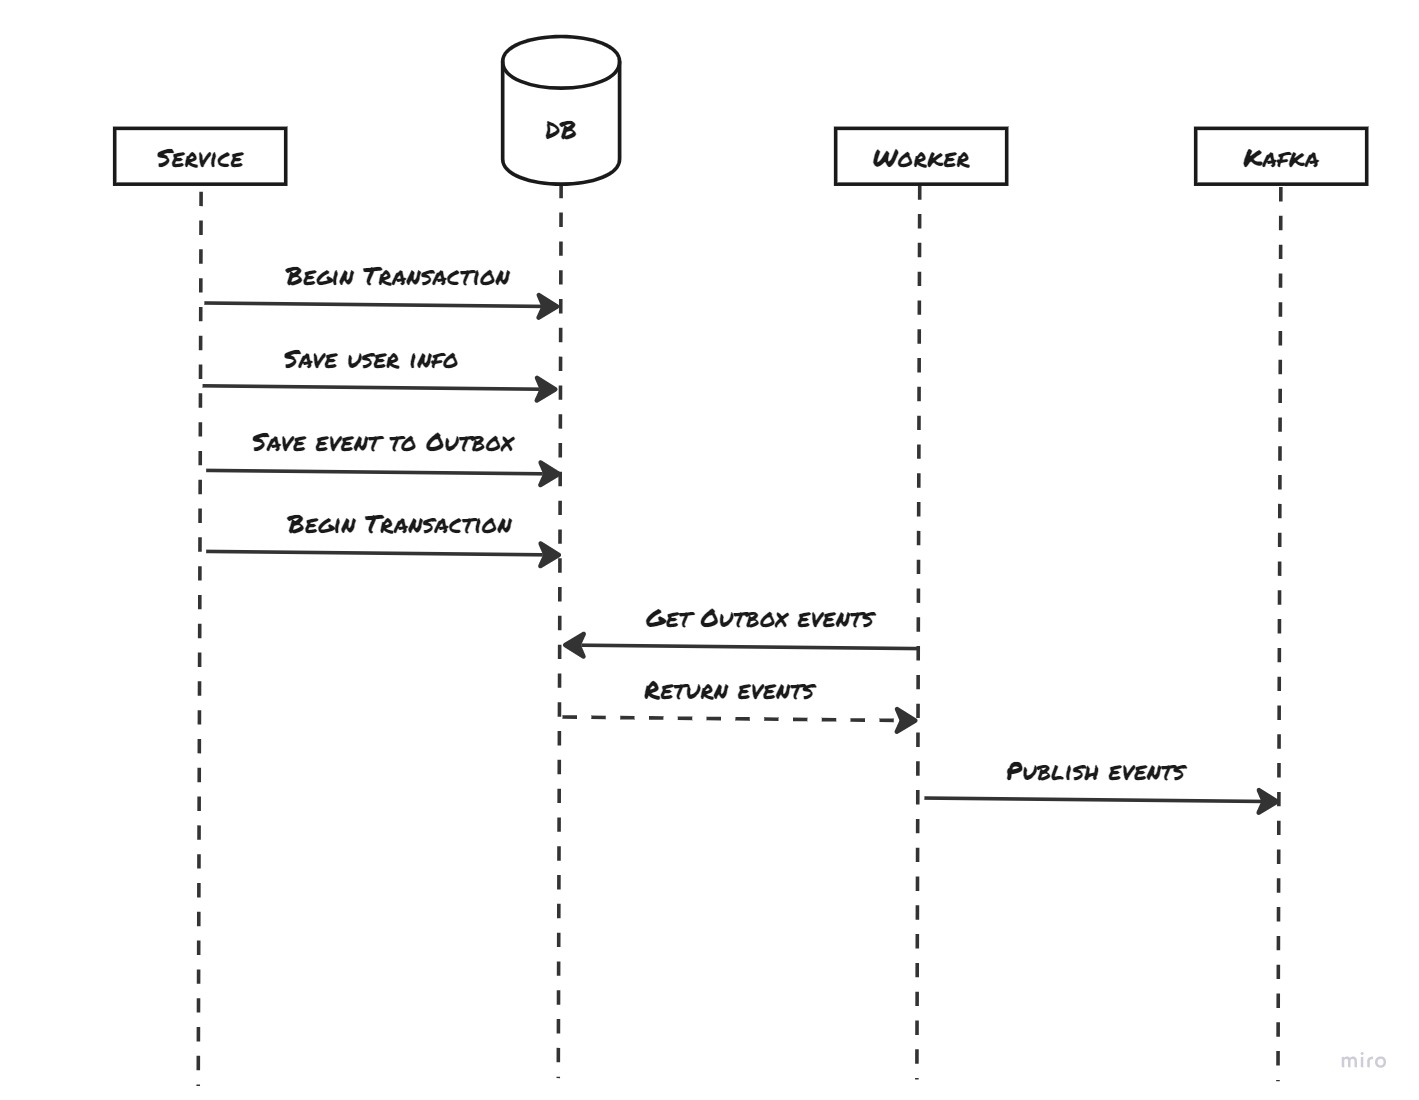 DB
Service
Worker
Kafka
Begin Transaction
Save user info
Save event to Outbox
Begin Transaction
Get Outbox events
Return events
Publish events
miro